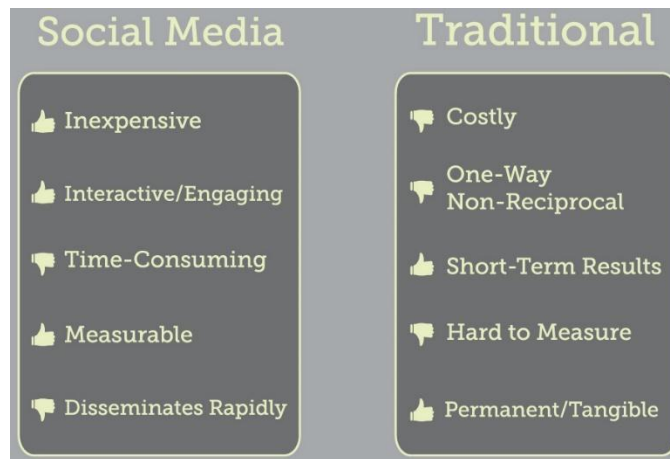 Social Media
Inexpensive
Interactive/Engaging
Time-Consuming
Measurable
Disseminates Rapidly
Traditional
Costly
One-Way
Non-Reciprocal
Short-Term Results
Hard to Measure
Permanent/Tangible